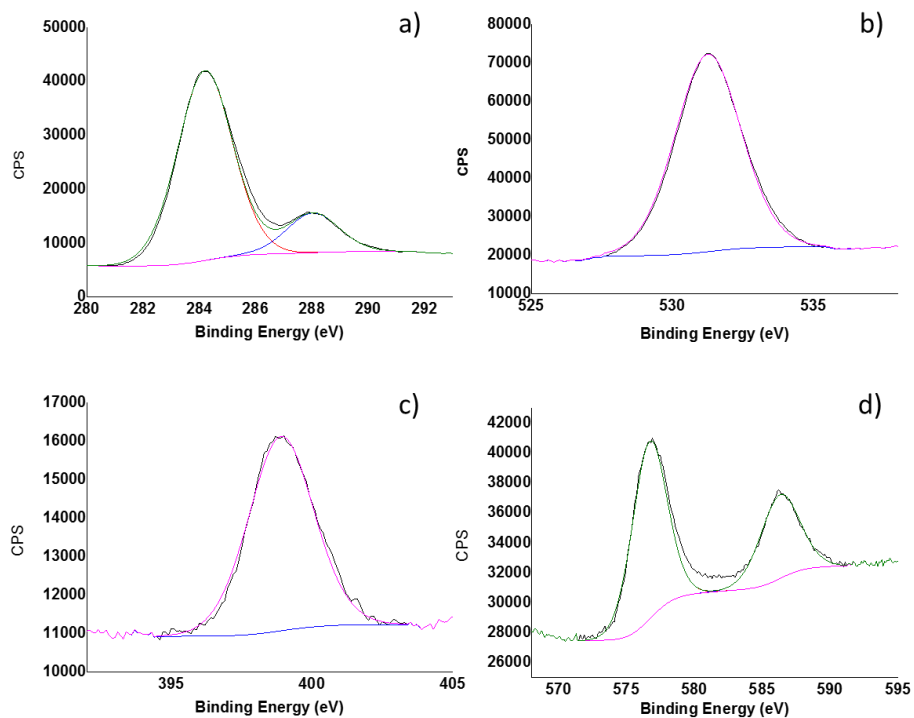 a)
50000
40000
30000
20000
10000
0
CPS
280 282 284 286 288 290 292
Binding Energy (eV)
b)
80000
70000
60000
50000
40000
30000
20000
10000
CPS
525 530 535
Binding Energy (eV)
c)
17000
16000
15000
14000
13000
12000
11000
10000
CPS
395 400 405
Binding Energy (eV)
d)
42000
40000
38000
36000
34000
32000
30000
28000
26000
CPS
570 575 580 585 590 595
Binding Energy (eV)